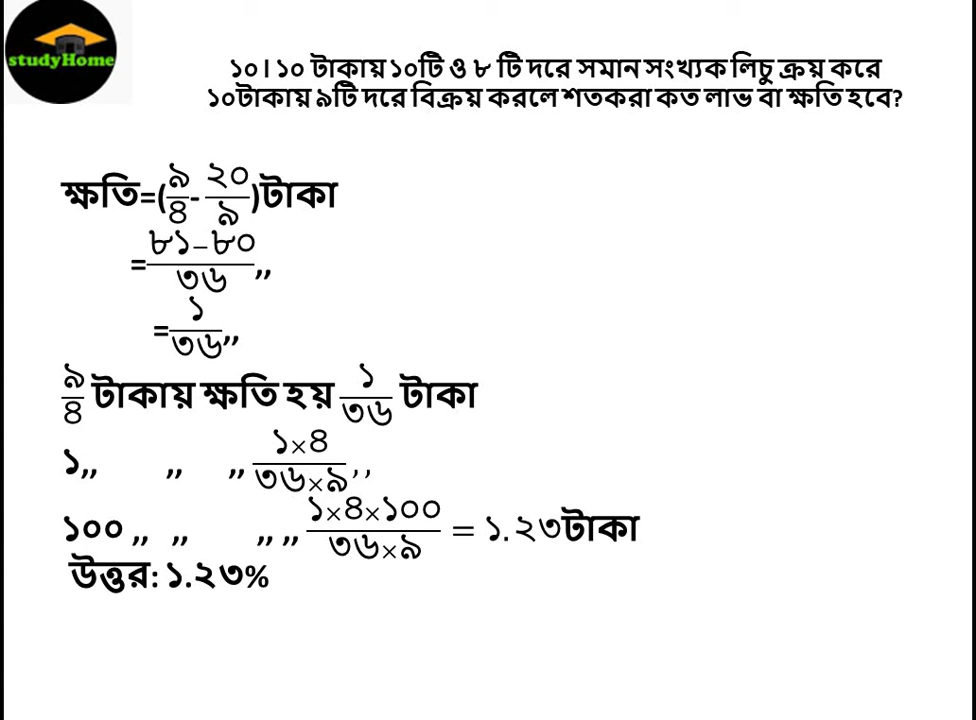 studyHome
১০। ১০ টাকায় ১০টি ও ৮ টি দরে সমান সংখ্যক লিচু ক্রয় করে
১০টাকায় ৯টি দরে বিক্রয় করলে শতকরা কত লাভ বা ক্ষতি হবে?
ক্ষতি=(৯/৪-২০/৯)টাকা
=৮১−৮০/৩৬,,
=১/৩৬,,
৯/৪ টাকায় ক্ষতি হয় ১/৩৬ টাকা
১,, ,, ,, ১×৪/৩৬×৯,,
১০০ ,, ,, ,, ,, ১×৪×১০০/৩৬×৯ = ১.২৩টাকা
উত্তর: ১.২৩%